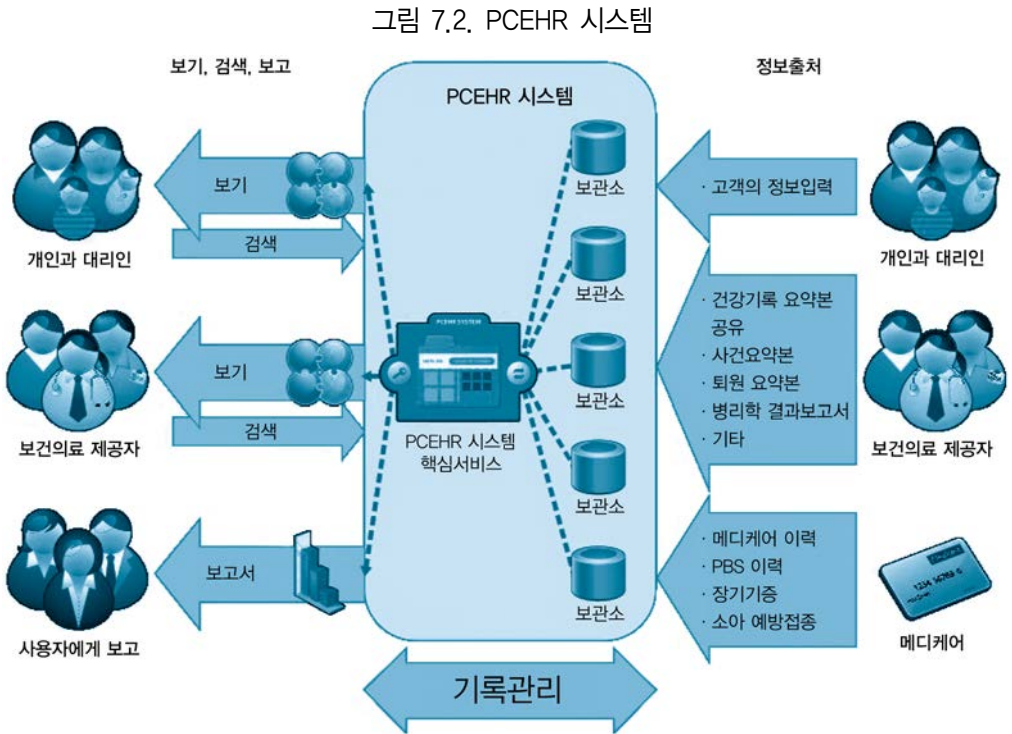 그림 7.2. PCEHR 시스템
보기, 검색, 보고
정보출처
PCEHR 시스템
보기
검색
개인과 대리인
보관소
· 고객의 정보입력
개인과 대리인
보관소
보기
검색
보건의료 제공자
PCEHR SYSTEM
PCEHR 시스템
핵심서비스
보관소
· 건강기록 요약본
공유
· 사건요약본
· 퇴원 요약본
· 병리학 결과보고서
· 기타
보건의료 제공자
보관소
보고서
사용자에게 보고
보관소
· 메디케어 이력
· PBS 이력
· 장기기증
· 소아 예방접종
메디케어
기록관리